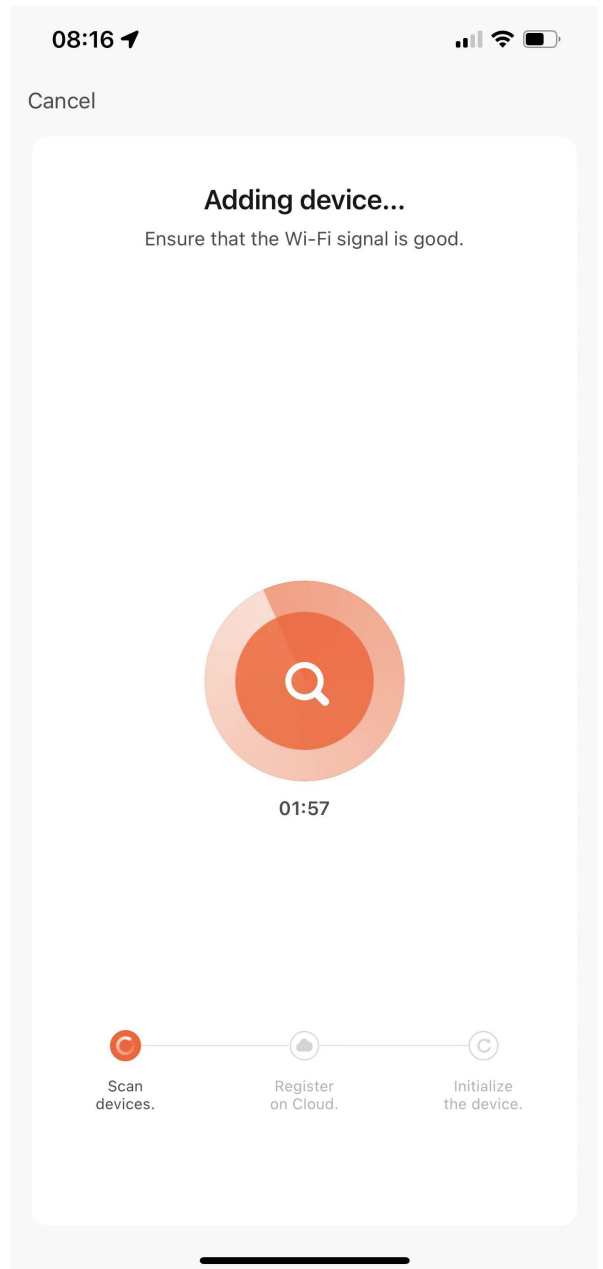 08:16
Cancel
Adding device...
Ensure that the Wi-Fi signal is good.
01:57
Scan
devices.
Register
on Cloud.
Initialize
the device.